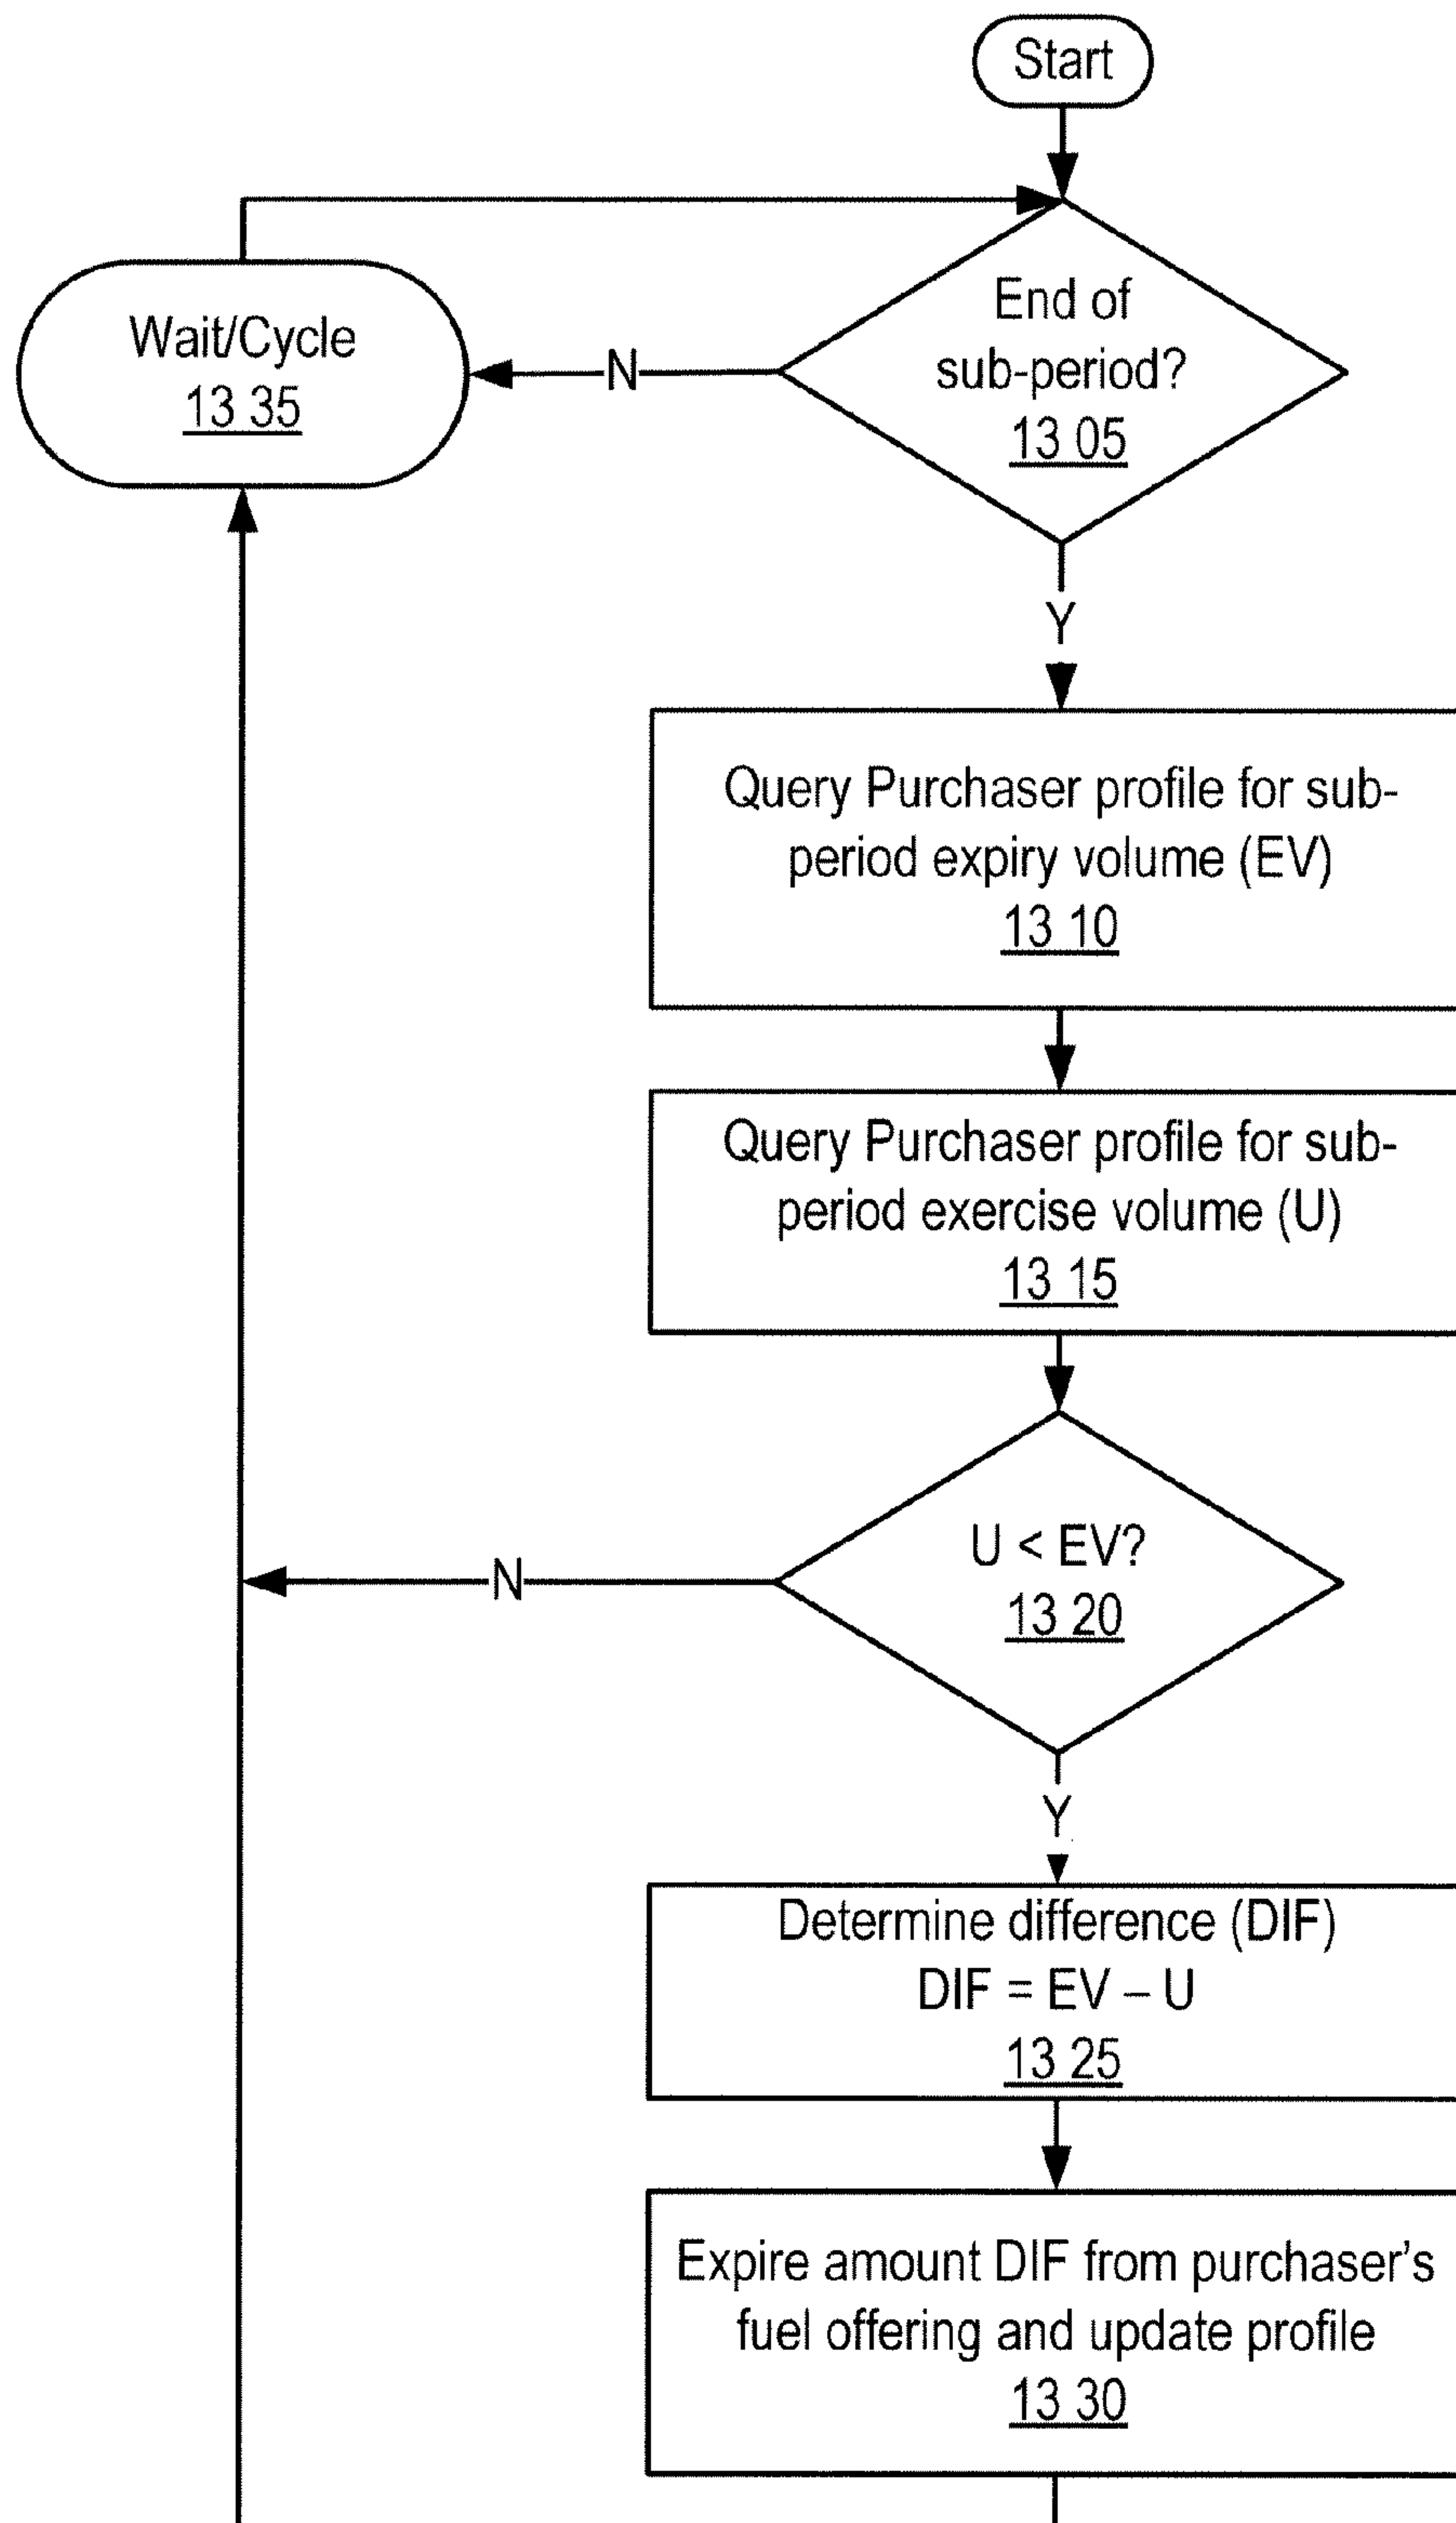 Start
End of
sub-period?
13 05
N
Wait/Cycle
13 35
Y
Query Purchaser profile for sub-
period expiry volume (EV)
13 10
Query Purchaser profile for sub-
period exercise volume (U)
13 15
U < EV?
13 20
N
Y
Determine difference (DIF)
DIF = EV – U
13 25
Expire amount DIF from purchaser’s
fuel offering and update profile
13 30